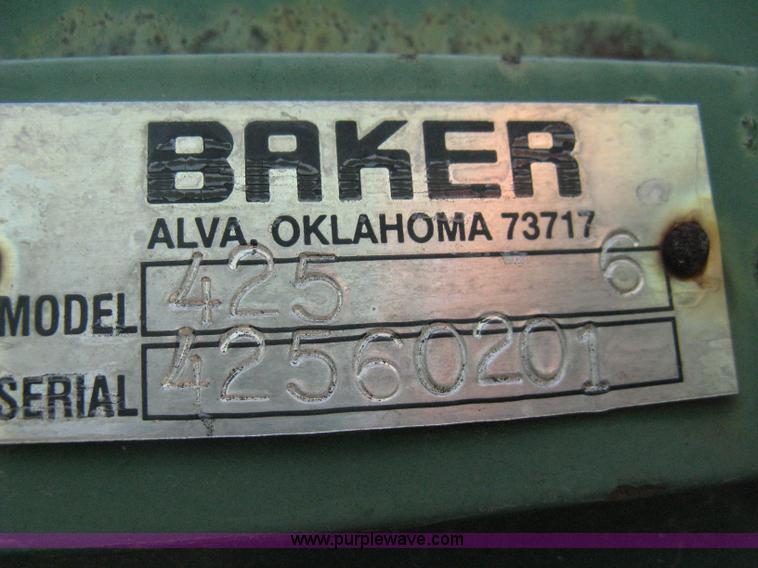 BAKER
ALVA, OKLAHOMA 73717
MODEL 425 6
SERIAL 42560201
www.purplewave.com